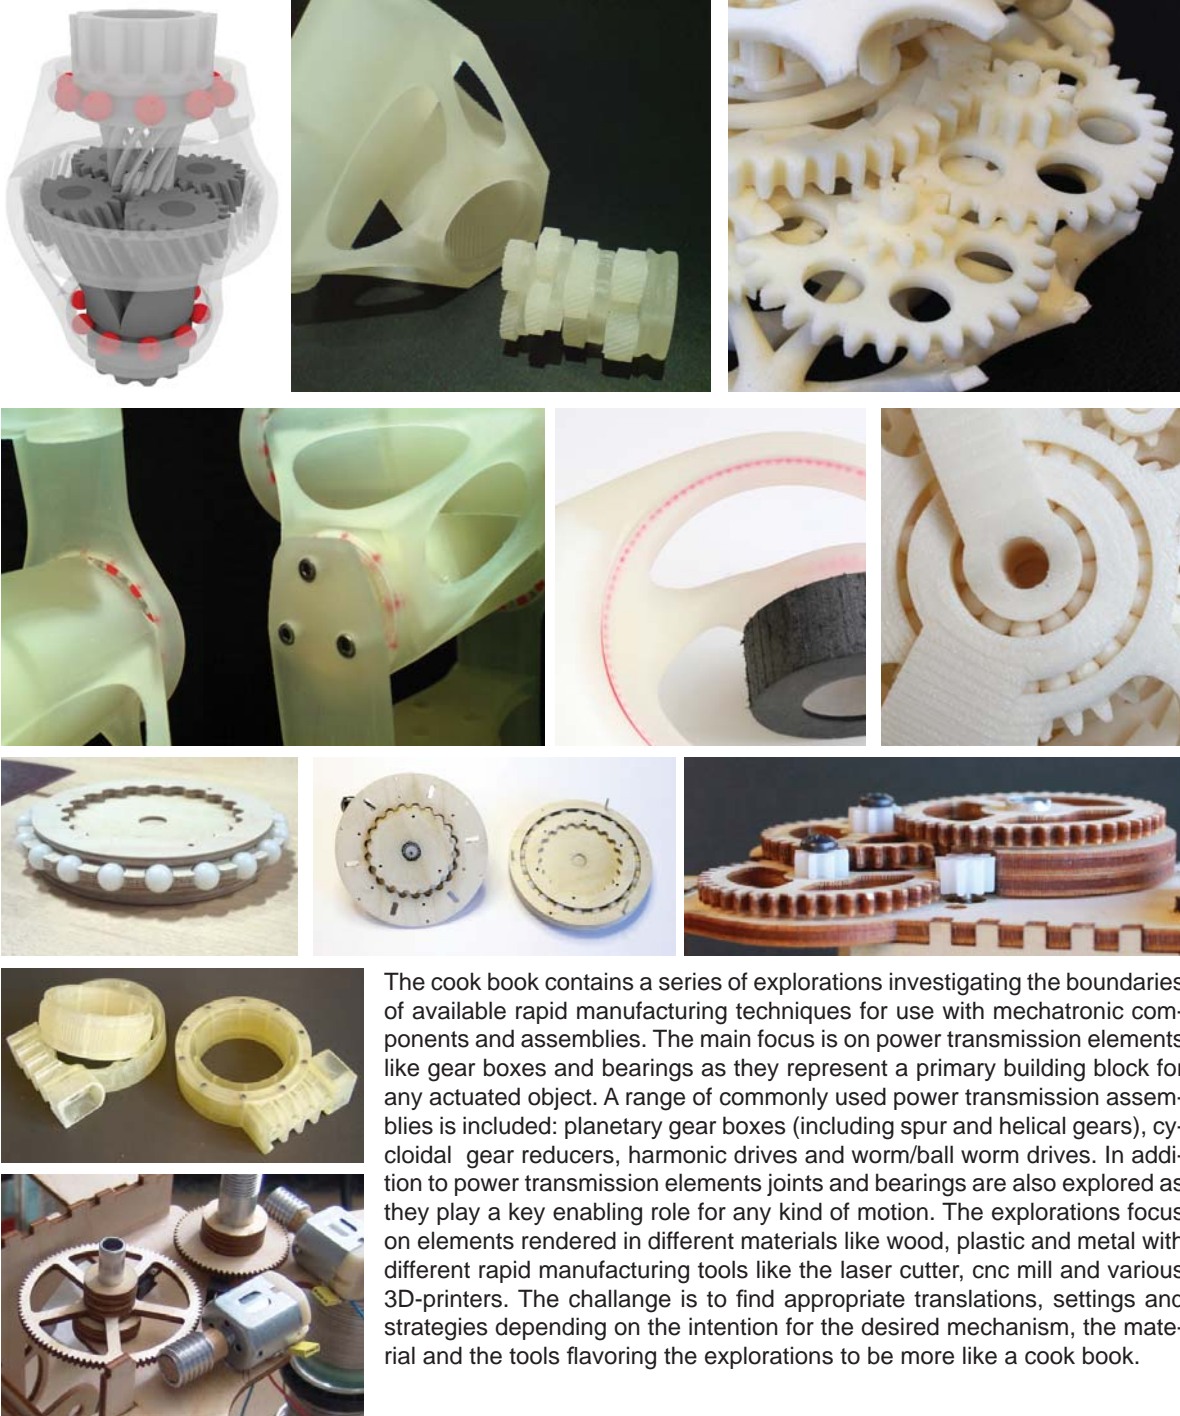 The cook book contains a series of explorations investigating the boundaries
of available rapid manufacturing techniques for use with mechatronic com-
ponents and assemblies. The main focus is on power transmission elements
like gear boxes and bearings as they represent a primary building block for
any actuated object. A range of commonly used power transmission assem-
blies is included: planetary gear boxes (including spur and helical gears), cy-
cloidal gear reducers, harmonic drives and worm/ball worm drives. In addi-
tion to power transmission elements joints and bearings are also explored as
they play a key enabling role for any kind of motion. The explorations focus
on elements rendered in different materials like wood, plastic and metal with
different rapid manufacturing tools like the laser cutter, cnc mill and various
3D-printers. The challange is to find appropriate translations, settings and
strategies depending on the intention for the desired mechanism, the mate-
rial and the tools flavoring the explorations to be more like a cook book.